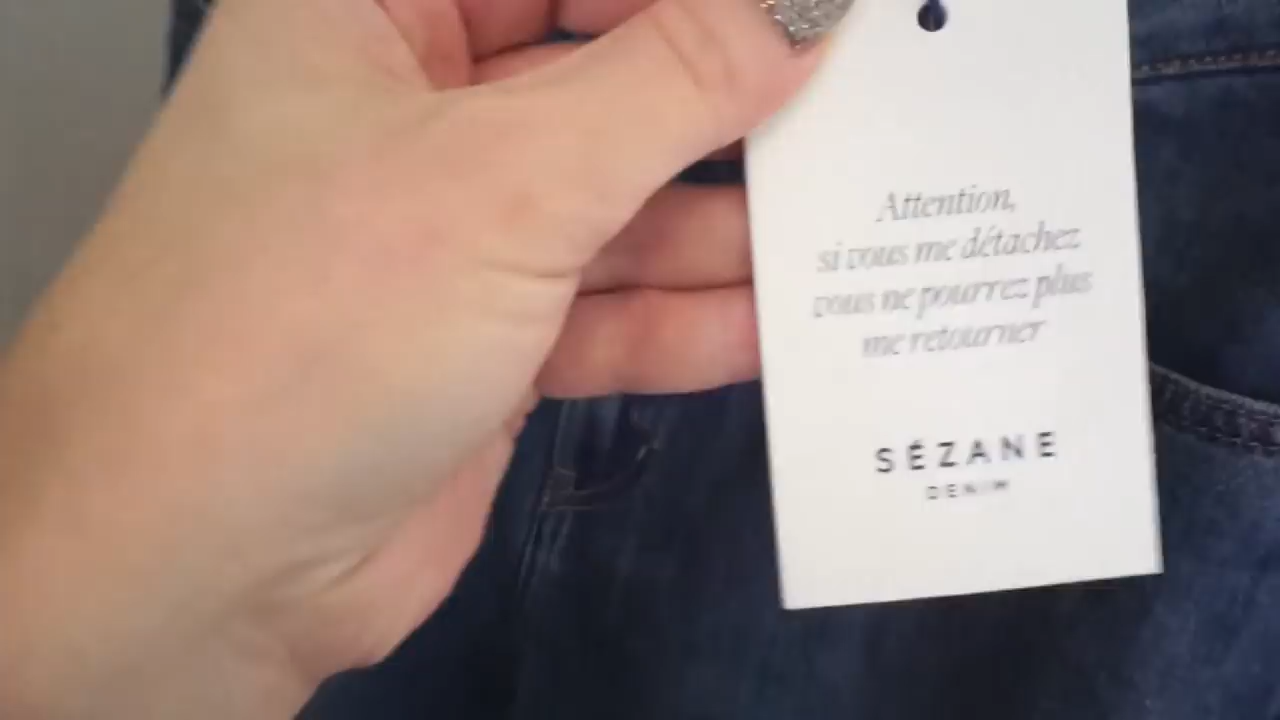 Attention,
si vous me détachez
vous ne pourrez plus
me retourner
SÉZANE
DENIM